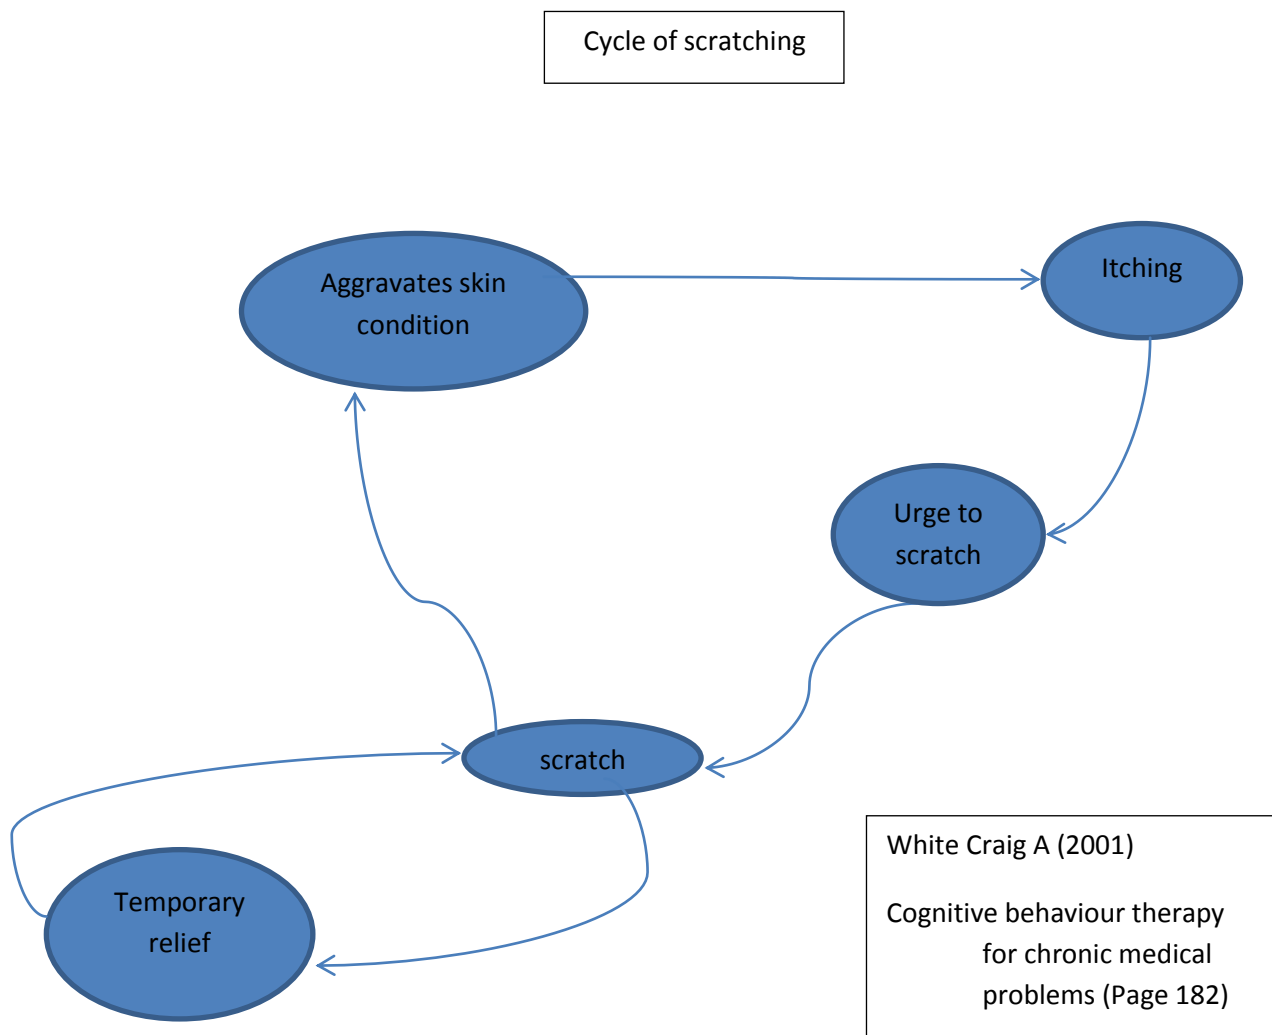 Cycle of scratching
Aggravates skin
condition
Itching
Urge to
scratch
scratch
Temporary
relief
White Craig A (2001)
Cognitive behaviour therapy
for chronic medical
problems (Page 182)